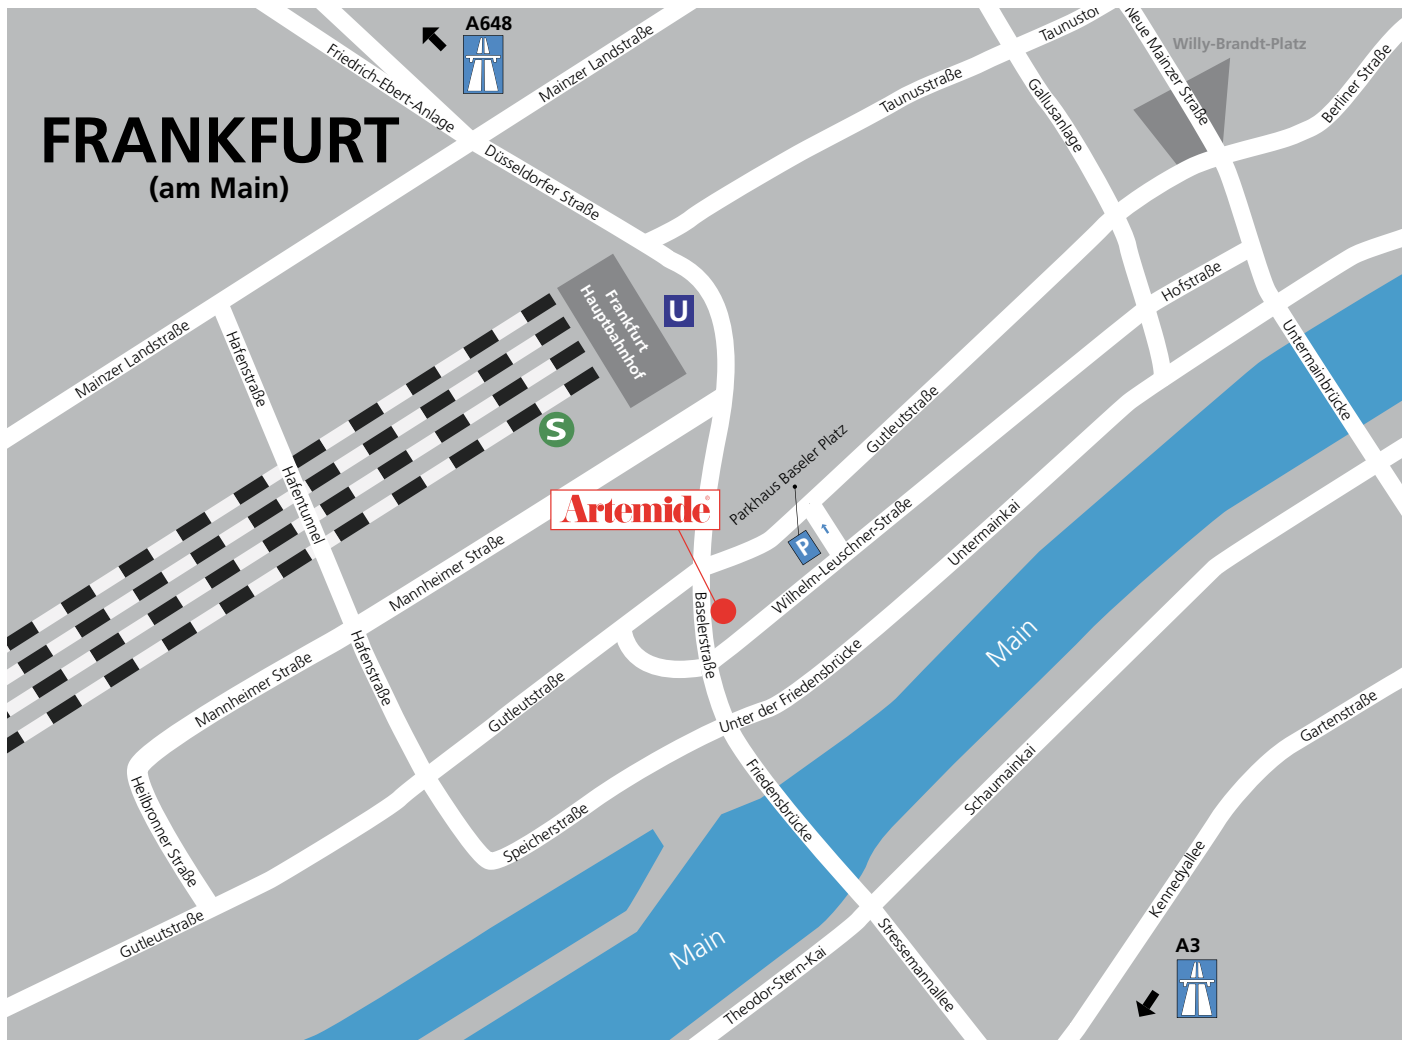 A648
Friedrich-Ebert-Anlage
Mainzer Landstraße
Taunustor
Neue Mainzer Straße
Willy-Brandt-Platz
Berliner Straße
Taunusstraße
Gallusanlage
FRANKFURT
(am Main)
Düsseldorfer Straße
Hofstraße
Frankfurt
Hauptbahnhof
U
Mainzer Landstraße
Hafenstraße
Untermainbrücke
Gutleutstraße
S
Parkhaus Baseler Platz
Hafentunnel
Artemide®
P
Wilhelm-Leuschner-Straße
Untermainkai
Mannheimer Straße
Baselerstraße
Main
Hafenstraße
Mannheimer Straße
Gutleutstraße
Unter der Friedensbrücke
Gartenstraße
Heilbronner Straße
Speicherstraße
Friedensbrücke
Schaumainkai
Kennedyallee
Gutleutstraße
Main
Theodor-Stern-Kai
Stressemannallee
A3